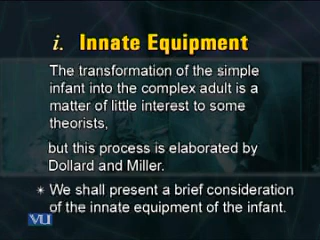 i. Innate Equipment
The transformation of the simple
infant into the complex adult is a
matter of little interest to some
theorists,
but this process is elaborated by
Dollard and Miller.
✴ We shall present a brief consideration
of the innate equipment of the infant.
VU